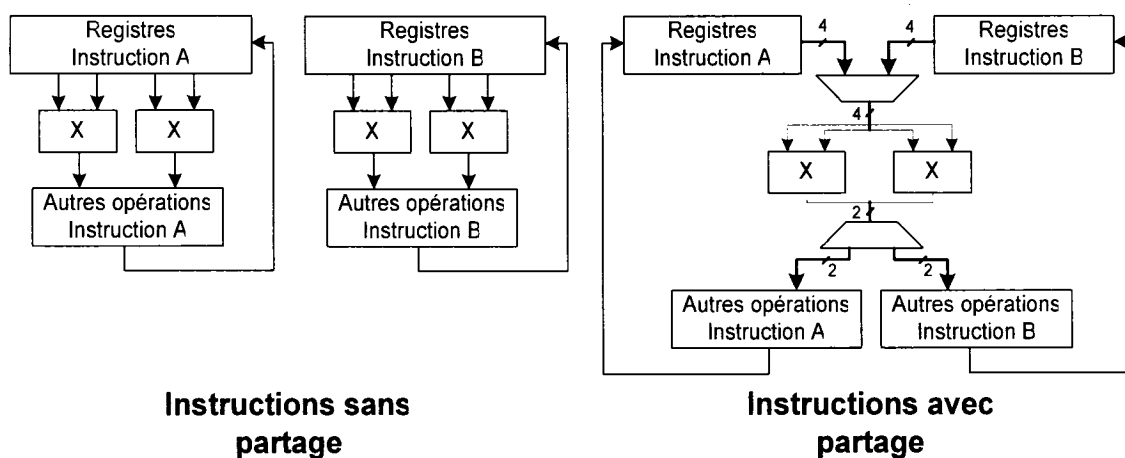 Registres
Instruction A
X
X
Autres opérations
Instruction A
Registres
Instruction B
X
X
Autres opérations
Instruction B
Instructions sans
partage
Registres
Instruction A
4
4
Registres
Instruction B
4
X
X
2
2
2
Autres opérations
Instruction A
Autres opérations
Instruction B
Instructions avec
partage